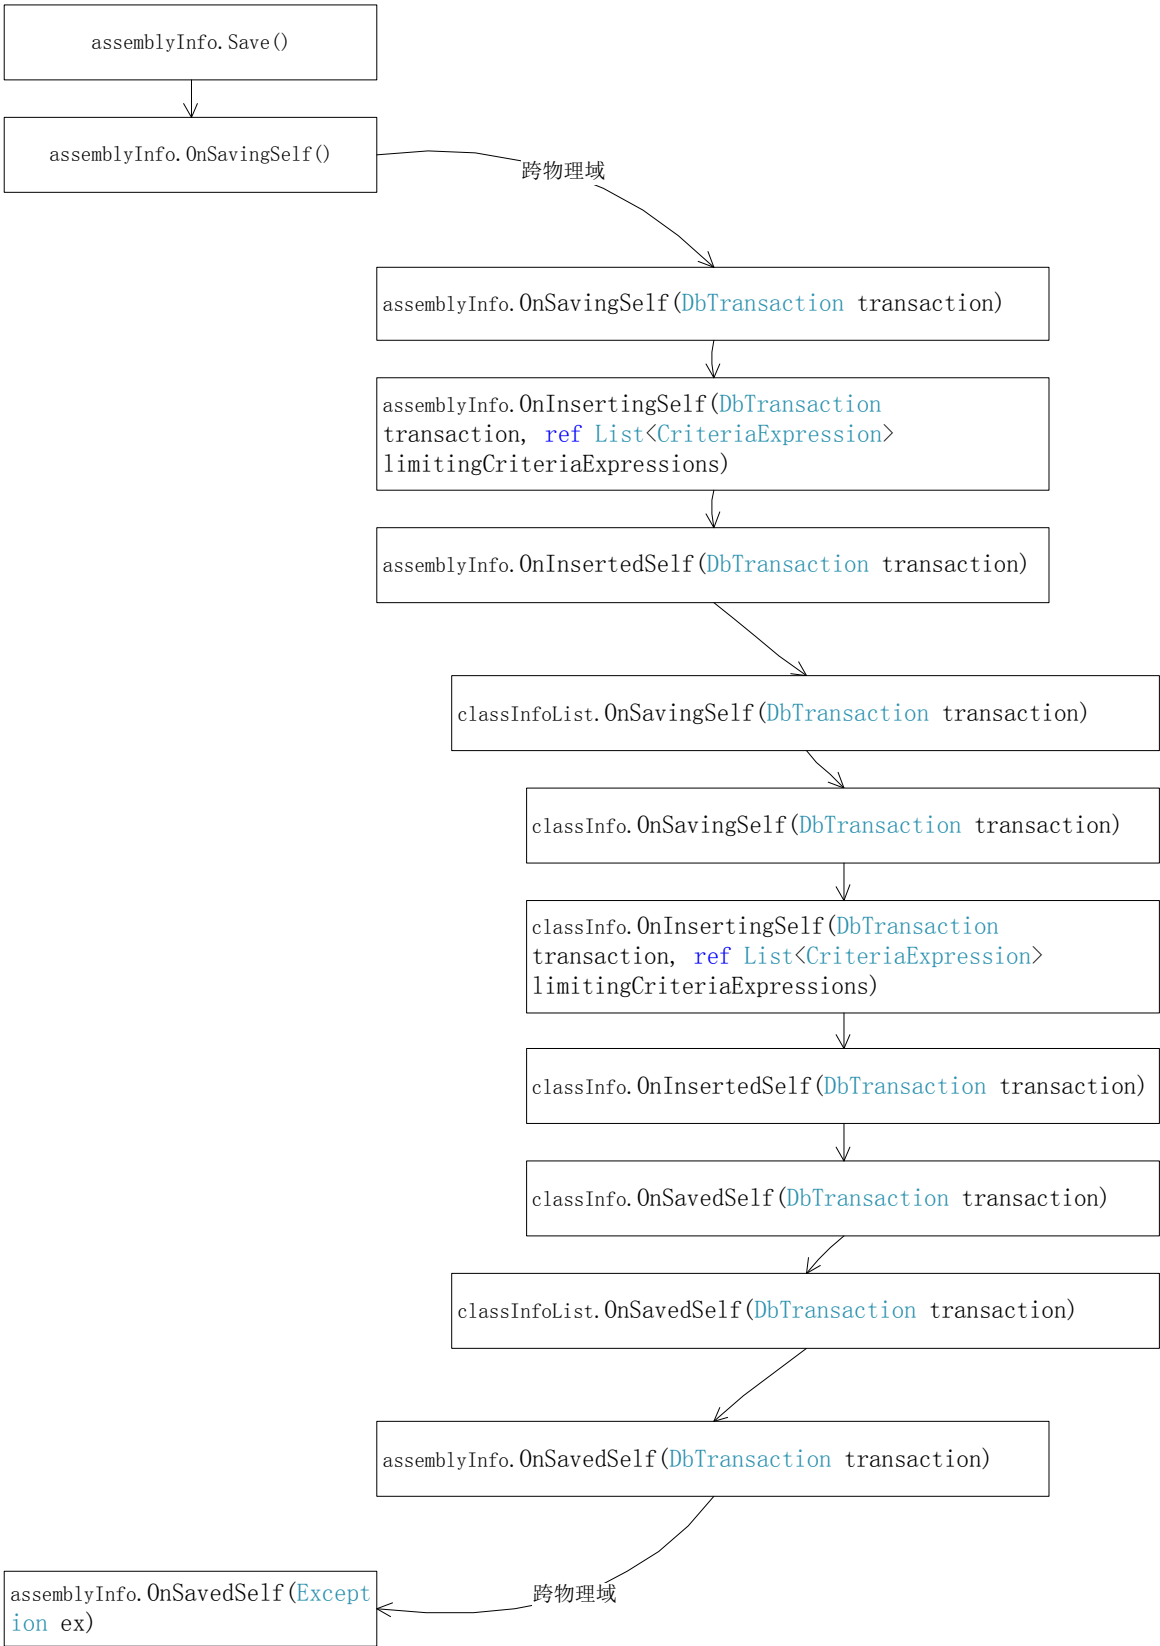 assemblyInfo.Save()
assemblyInfo.OnSavingSelf()
跨物理域
assemblyInfo.OnSavingSelf(DbTransaction transaction)
assemblyInfo.OnInsertingSelf(DbTransaction
transaction, ref List<CriteriaExpression>
limitingCriteriaExpressions)
assemblyInfo.OnInsertedSelf(DbTransaction transaction)
classInfoList.OnSavingSelf(DbTransaction transaction)
classInfo.OnSavingSelf(DbTransaction transaction)
classInfo.OnInsertingSelf(DbTransaction
transaction, ref List<CriteriaExpression>
limitingCriteriaExpressions)
classInfo.OnInsertedSelf(DbTransaction transaction)
classInfo.OnSavedSelf(DbTransaction transaction)
classInfoList.OnSavedSelf(DbTransaction transaction)
assemblyInfo.OnSavedSelf(DbTransaction transaction)
跨物理域
assemblyInfo.OnSavedSelf(Except
ion ex)